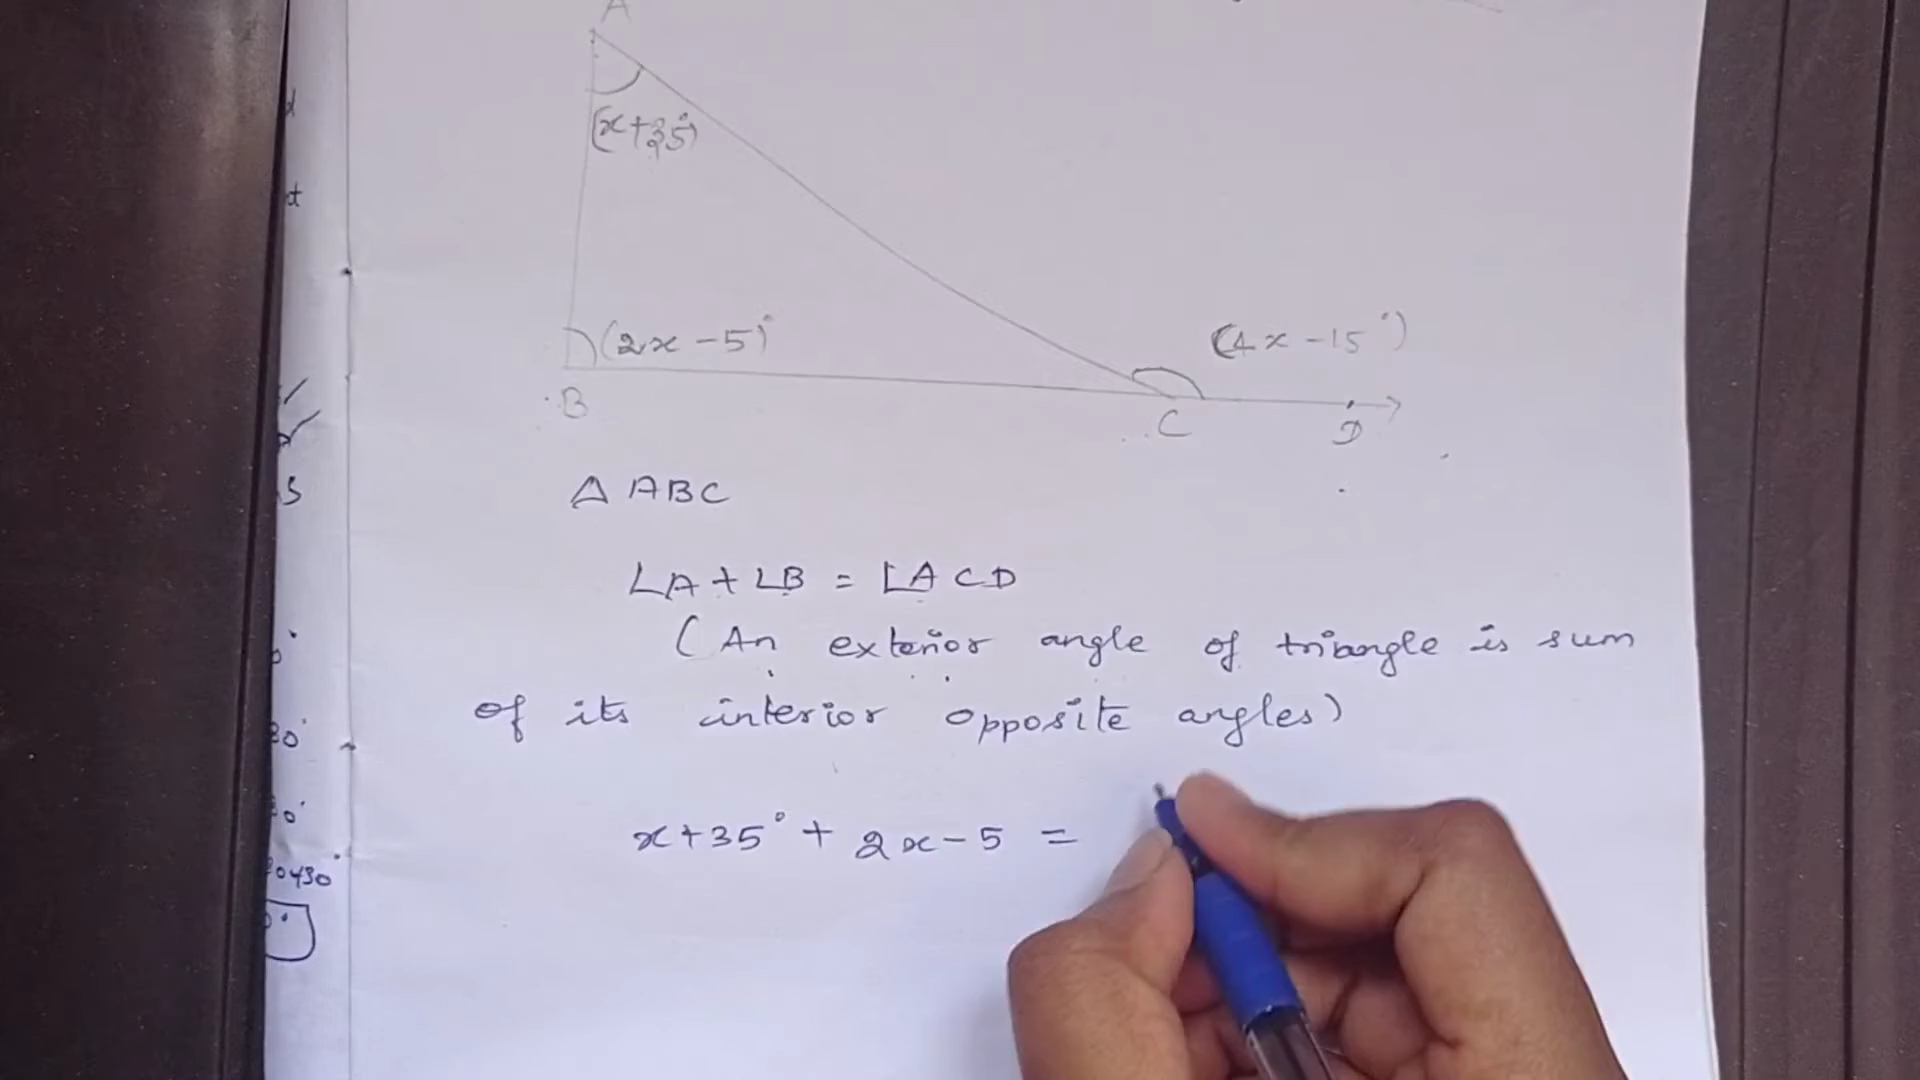 A
(x+35°)
(2x-5)°
(4x-15°)
B
C
D
△ ABC
∠A+∠B = ∠ACD
(An exterior angle of triangle is sum
of its interior opposite angles)
x+35° + 2x-5 =